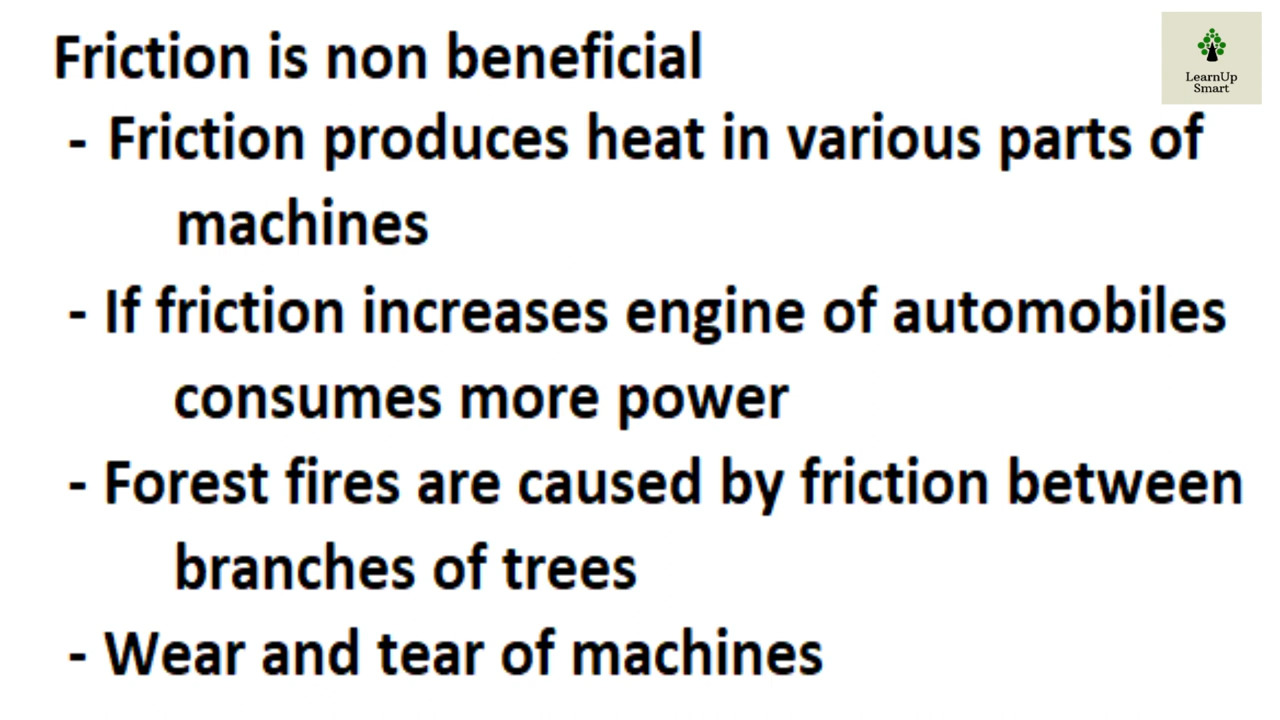 Friction is non beneficial
LearnUp
Smart
- Friction produces heat in various parts of
machines
- If friction increases engine of automobiles
consumes more power
- Forest fires are caused by friction between
branches of trees
- Wear and tear of machines